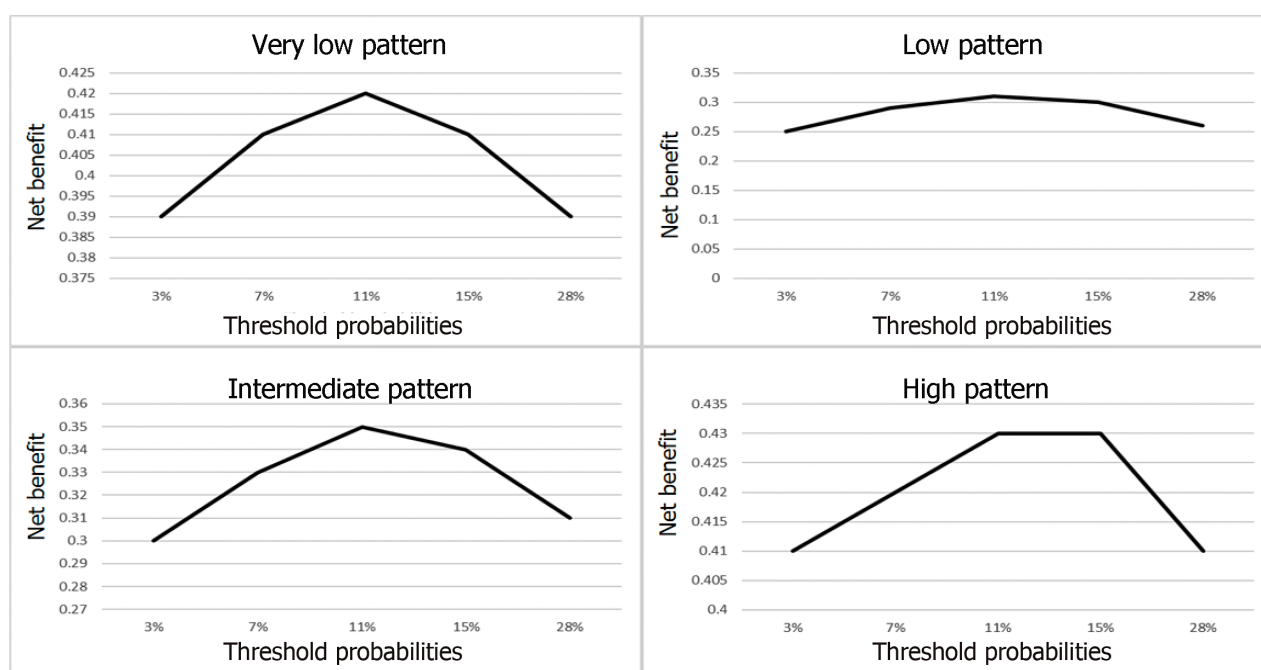 Very low pattern
Net benefit
0.425
0.42
0.415
0.41
0.405
0.4
0.395
0.39
0.385
0.38
0.375
3% 7% 11% 15% 28%
Threshold probabilities
Low pattern
Net benefit
0.35
0.3
0.25
0.2
0.15
0.1
0.05
0
3% 7% 11% 15% 28%
Threshold probabilities
Intermediate pattern
Net benefit
0.36
0.35
0.34
0.33
0.32
0.31
0.3
0.29
0.28
0.27
3% 7% 11% 15% 28%
Threshold probabilities
High pattern
Net benefit
0.435
0.43
0.425
0.42
0.415
0.41
0.405
0.4
3% 7% 11% 15% 28%
Threshold probabilities